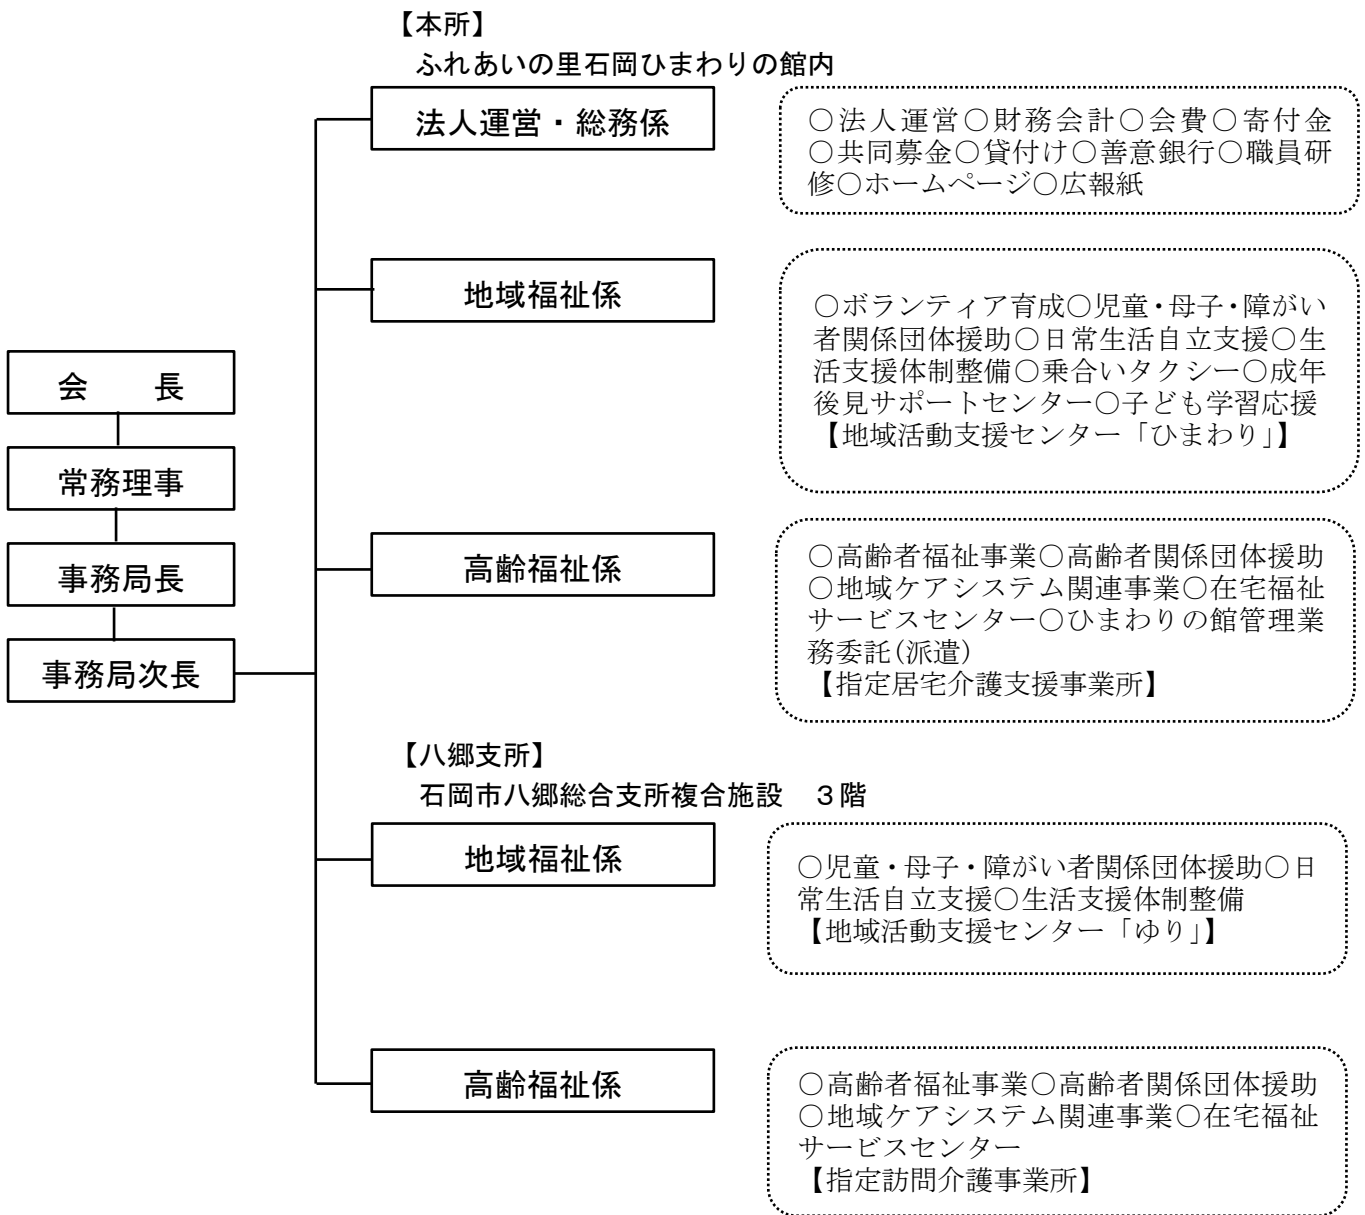 【本所】
ふれあいの里石岡ひまわりの館内
法人運営・総務係
○法人運営○財務会計○会費○寄付金
○共同募金○貸付け○善意銀行○職員研
修○ホームページ○広報紙
地域福祉係
○ボランティア育成○児童・母子・障がい
者関係団体援助○日常生活自立支援○生
活支援体制整備○乗合いタクシー○成年
後見サポートセンター○子ども学習応援
【地域活動支援センター「ひまわり」】
会　　長
常務理事
事務局長
事務局次長
高齢福祉係
○高齢者福祉事業○高齢者関係団体援助
○地域ケアシステム関連事業○在宅福祉
サービスセンター○ひまわりの館管理業
務委託(派遣)
【指定居宅介護支援事業所】
【八郷支所】
石岡市八郷総合支所複合施設　３階
地域福祉係
○児童・母子・障がい者関係団体援助○日
常生活自立支援○生活支援体制整備
【地域活動支援センター「ゆり」】
高齢福祉係
○高齢者福祉事業○高齢者関係団体援助
○地域ケアシステム関連事業○在宅福祉
サービスセンター
【指定訪問介護事業所】